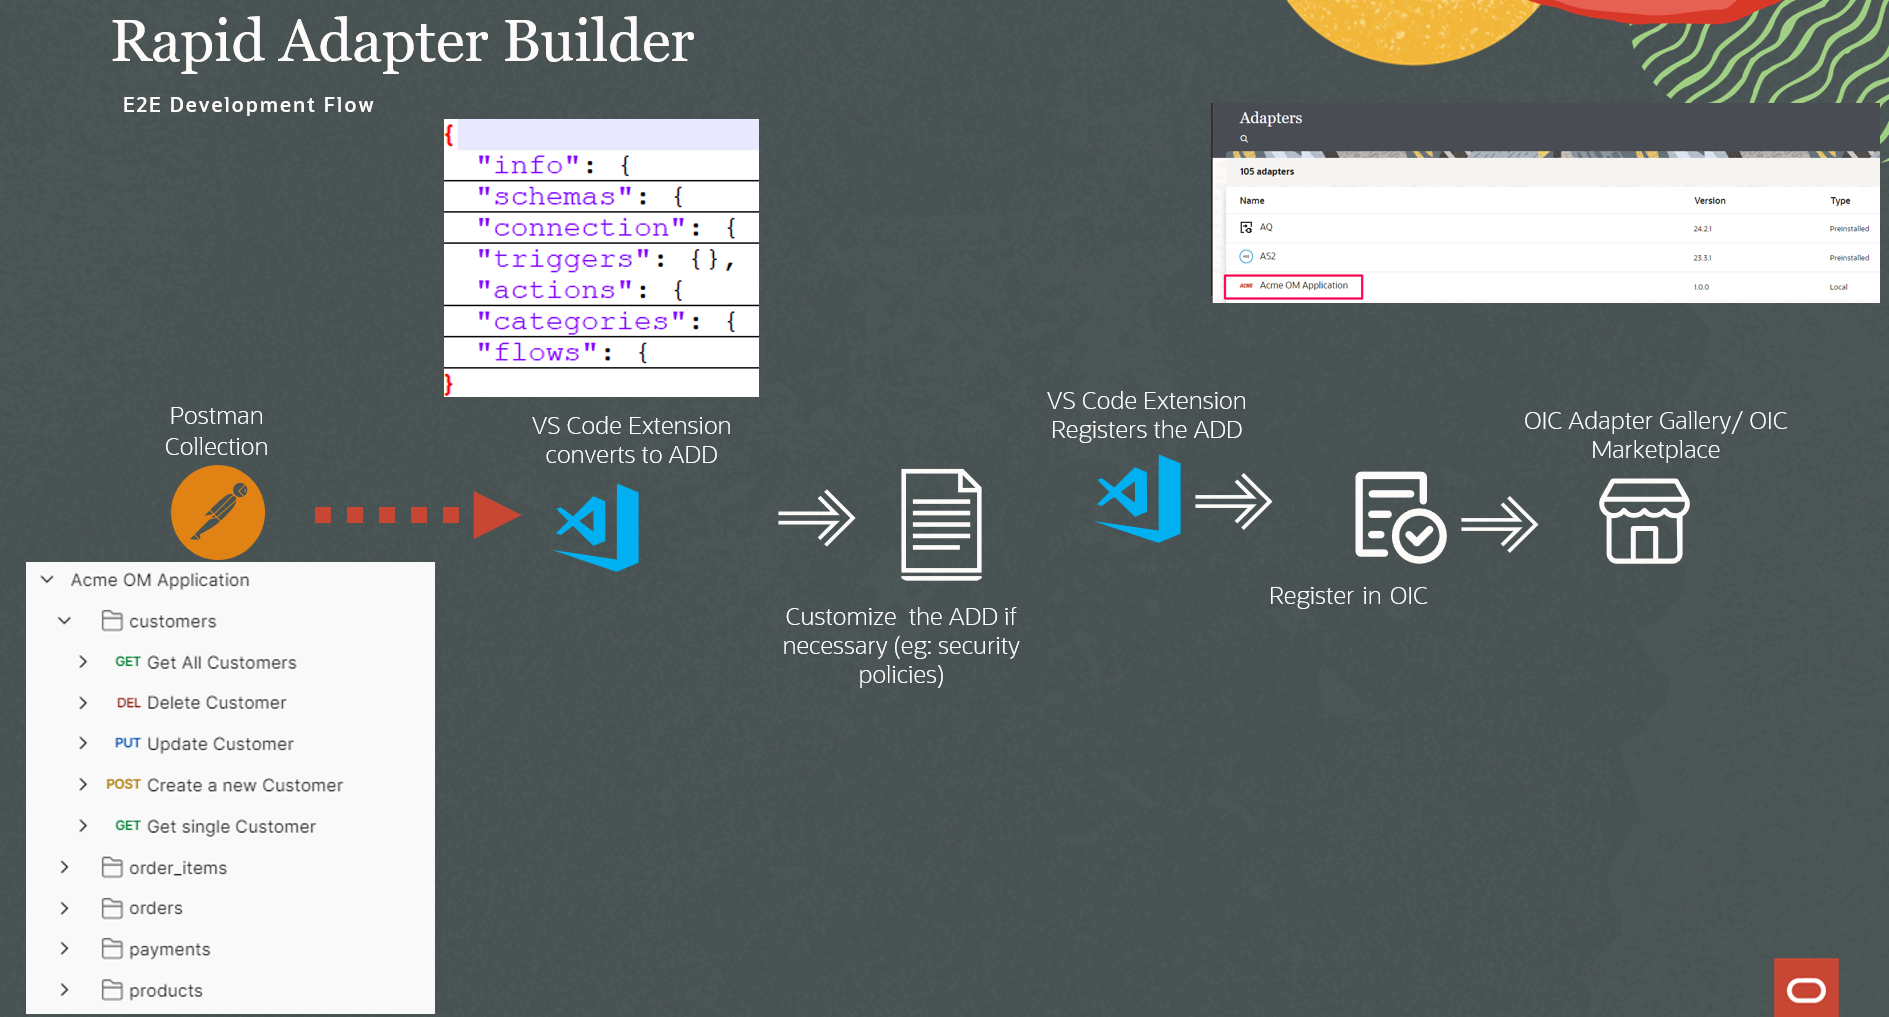 Rapid Adapter Builder
E2E Development Flow
{
"info": {
"schemas": {
"connection": {
"triggers": {},
"actions": {
"categories": {
"flows": {
}
Adapters
105 adapters
Name Version Type
AQ 24.2.1 Preinstalled
AS2 23.3.1 Preinstalled
ACME Acme OM Application 1.0.0 Local
Postman
Collection
VS Code Extension
converts to ADD
Customize the ADD if
necessary (eg: security
policies)
VS Code Extension
Registers the ADD
Register in OIC
OIC Adapter Gallery/ OIC
Marketplace
Acme OM Application
customers
GET Get All Customers
DEL Delete Customer
PUT Update Customer
POST Create a new Customer
GET Get single Customer
order_items
orders
payments
products